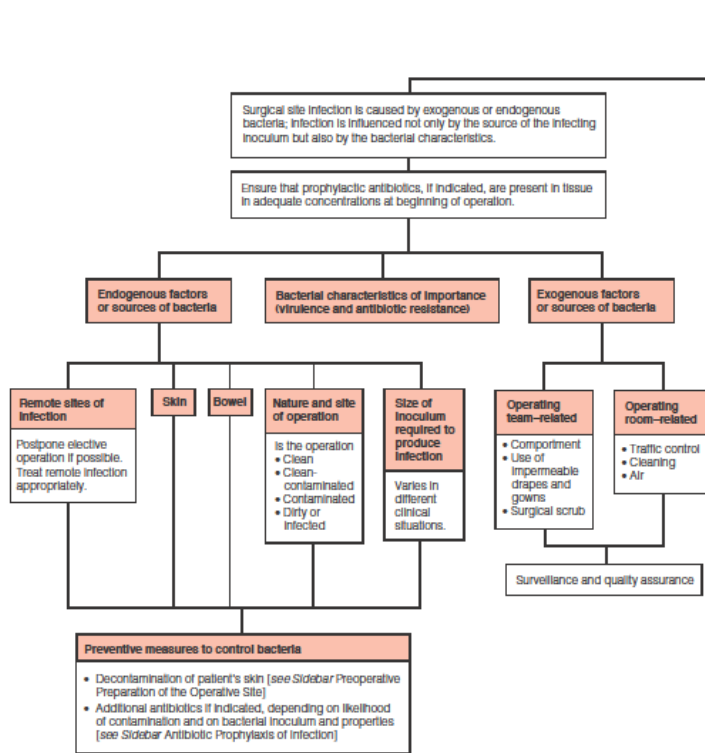 Surgical site infection is caused by exogenous or endogenous
bacteria; infection is influenced not only by the source of the infecting
inoculum but also by the bacterial characteristics.
Ensure that prophylactic antibiotics, if indicated, are present in tissue
in adequate concentrations at beginning of operation.
Endogenous factors
or sources of bacteria
Bacterial characteristics of importance
(virulence and antibiotic resistance)
Exogenous factors
or sources of bacteria
Remote sites of
infection
Postpone elective
operation if possible.
Treat remote infection
appropriately.
Skin
Bowel
Nature and site
of operation
Is the operation
• Clean
• Clean-
contaminated
• Contaminated
• Dirty or
infected
Size of
inoculum
required to
produce
infection
Varies in
different
clinical
situations.
Operating
team–related
• Comportment
• Use of
impermeable
drapes and
gowns
• Surgical scrub
Operating
room–related
• Traffic control
• Cleaning
• Air
Surveillance and quality assurance
Preventive measures to control bacteria
• Decontamination of patient's skin [see Sidebar Preoperative
Preparation of the Operative Site]
• Additional antibiotics if indicated, depending on likelihood
of contamination and on bacterial inoculum and properties
[see Sidebar Antibiotic Prophylaxis of Infection]